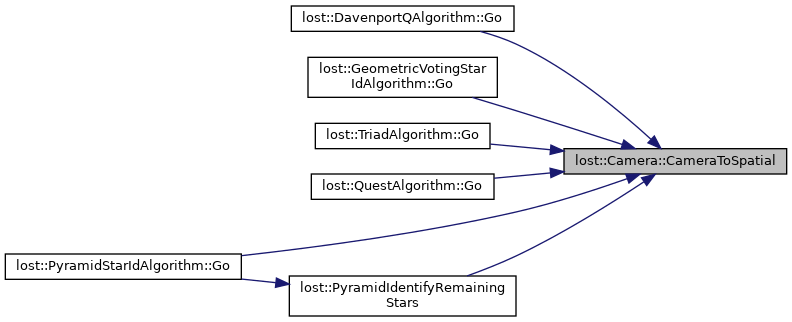 lost::DavenportQAlgorithm::Go
lost::GeometricVotingStar
IdAlgorithm::Go
lost::TriadAlgorithm::Go
lost::Camera::CameraToSpatial
lost::QuestAlgorithm::Go
lost::PyramidStarIdAlgorithm::Go
lost::PyramidIdentifyRemaining
Stars